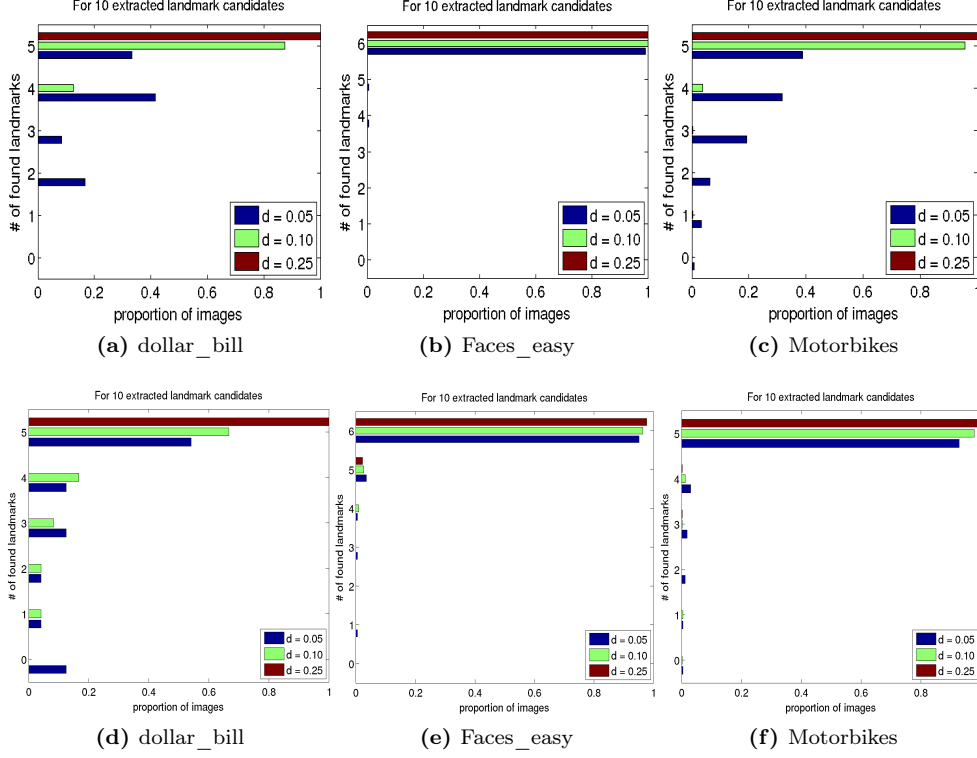 For 10 extracted landmark candidates
# of found landmarks
5
4
3
2
1
0
d = 0.05
d = 0.10
d = 0.25
0 0.2 0.4 0.6 0.8 1
proportion of images
(a) dollar_bill
For 10 extracted landmark candidates
# of found landmarks
6
5
4
3
2
1
0
d = 0.05
d = 0.10
d = 0.25
0 0.2 0.4 0.6 0.8 1
proportion of images
(b) Faces_easy
For 10 extracted landmark candidates
# of found landmarks
5
4
3
2
1
0
d = 0.05
d = 0.10
d = 0.25
0 0.2 0.4 0.6 0.8 1
proportion of images
(c) Motorbikes
For 10 extracted landmark candidates
# of found landmarks
5
4
3
2
1
0
d = 0.05
d = 0.10
d = 0.25
0 0.2 0.4 0.6 0.8 1
proportion of images
(d) dollar_bill
For 10 extracted landmark candidates
# of found landmarks
6
5
4
3
2
1
0
d = 0.05
d = 0.10
d = 0.25
0 0.2 0.4 0.6 0.8 1
proportion of images
(e) Faces_easy
For 10 extracted landmark candidates
# of found landmarks
5
4
3
2
1
0
d = 0.05
d = 0.10
d = 0.25
0 0.2 0.4 0.6 0.8
proportion of images
(f) Motorbikes